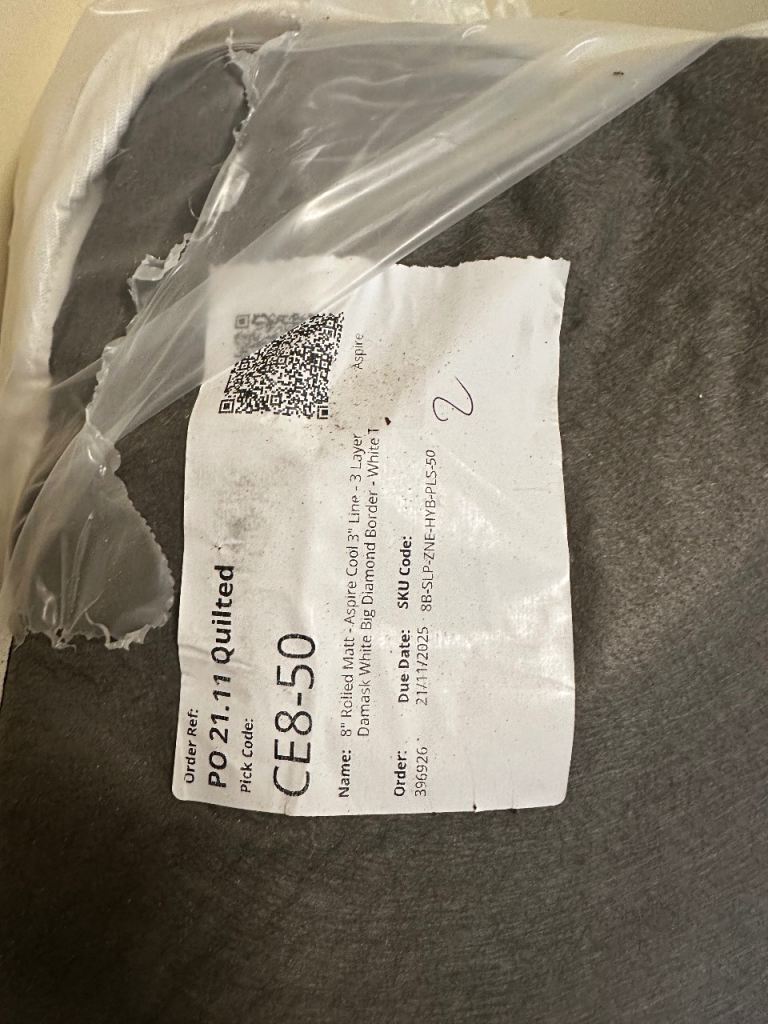 Order Ref:
PO 21.11 Quilted
Pick Code:
CE8-50
Name: 8" Rolled Matt - Aspire Cool 3" Line - 3 Layer Aspire
Damask White Big Diamond Border - White T
Order: Due Date: SKU Code:
396926 21/11/2025 8B-SLP-ZNE-HYB-PLS-50
2